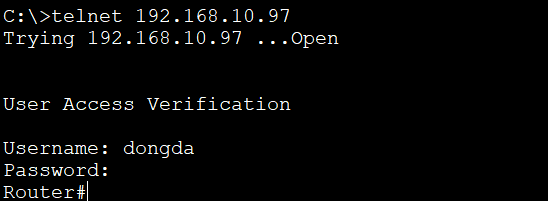 C:\>telnet 192.168.10.97
Trying 192.168.10.97 ...Open
User Access Verification
Username: dongda
Password:
Router#